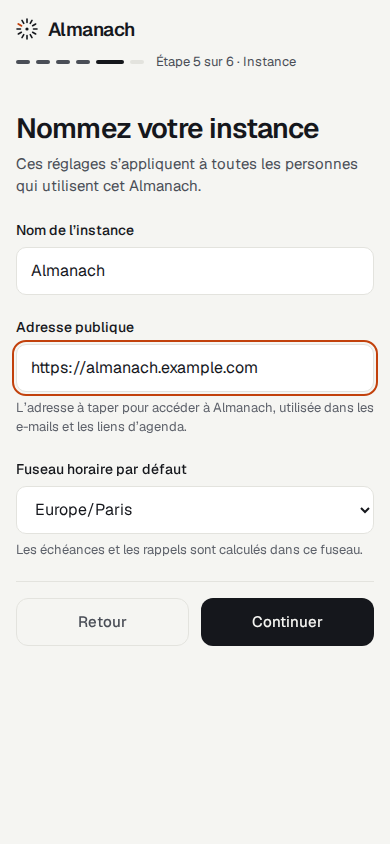 Almanach
Étape 5 sur 6 · Instance
Nommez votre instance
Ces réglages s’appliquent à toutes les personnes
qui utilisent cet Almanach.
Nom de l’instance
Almanach
Adresse publique
https://almanach.example.com
L’adresse à taper pour accéder à Almanach, utilisée dans les
e-mails et les liens d’agenda.
Fuseau horaire par défaut
Europe/Paris
Les échéances et les rappels sont calculés dans ce fuseau.
Retour
Continuer